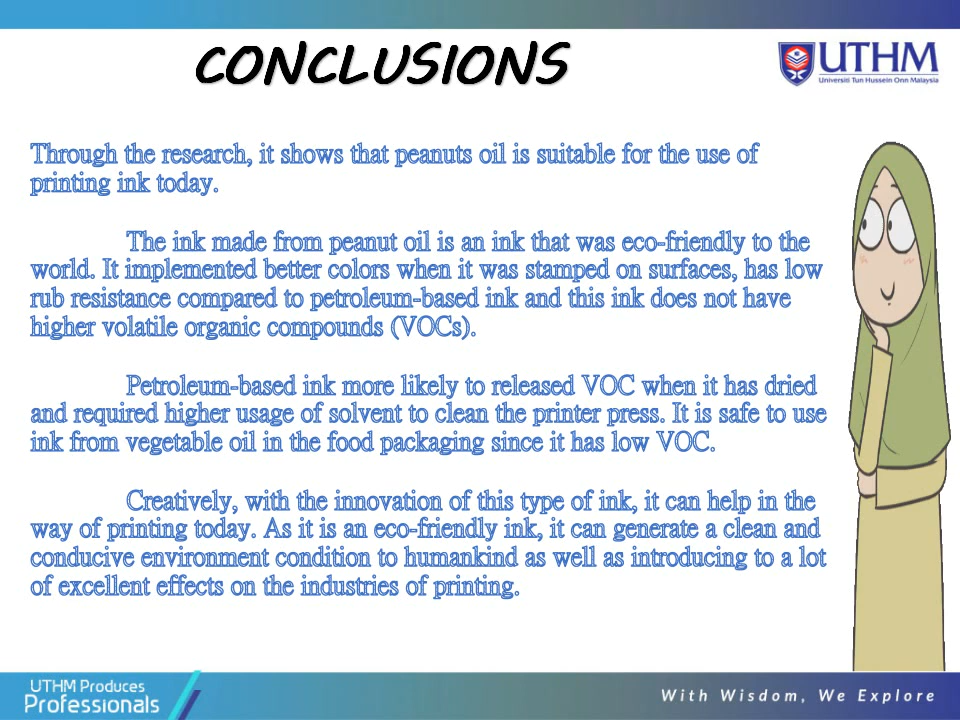 CONCLUSIONS
UTHM
Universiti Tun Hussein Onn Malaysia
Through the research, it shows that peanuts oil is suitable for the use of
printing ink today.
The ink made from peanut oil is an ink that was eco-friendly to the
world. It implemented better colors when it was stamped on surfaces, has low
rub resistance compared to petroleum-based ink and this ink does not have
higher volatile organic compounds (VOCs).
Petroleum-based ink more likely to released VOC when it has dried
and required higher usage of solvent to clean the printer press. It is safe to use
ink from vegetable oil in the food packaging since it has low VOC.
Creatively, with the innovation of this type of ink, it can help in the
way of printing today. As it is an eco-friendly ink, it can generate a clean and
conducive environment condition to humankind as well as introducing to a lot
of excellent effects on the industries of printing.
UTHM Produces
Professionals
With Wisdom, We Explore